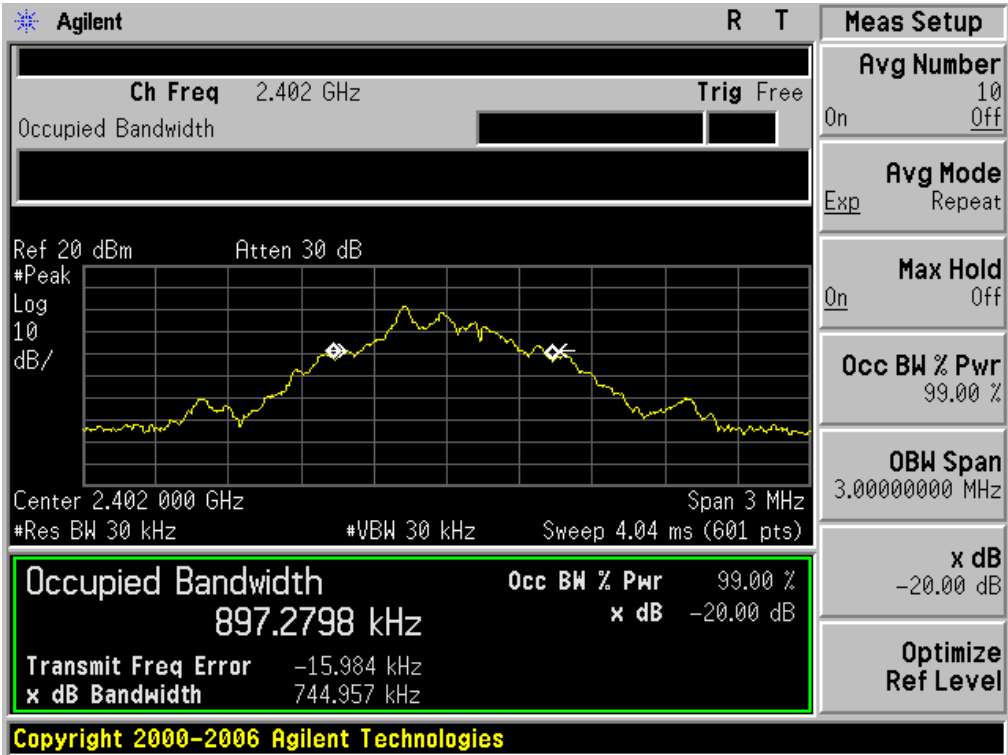 Agilent R T
Ch Freq 2.402 GHz Trig Free
Occupied Bandwidth
Ref 20 dBm Atten 30 dB
#Peak
Log
10
dB/
Center 2.402 000 GHz Span 3 MHz
#Res BW 30 kHz #VBW 30 kHz Sweep 4.04 ms (601 pts)
Occupied Bandwidth
897.2798 kHz
Occ BW % Pwr 99.00 %
x dB -20.00 dB
Transmit Freq Error -15.984 kHz
x dB Bandwidth 744.957 kHz
Copyright 2000-2006 Agilent Technologies
Meas Setup
Avg Number
10
On Off
Avg Mode
Exp Repeat
Max Hold
On Off
Occ BW % Pwr
99.00 %
OBW Span
3.00000000 MHz
x dB
-20.00 dB
Optimize
Ref Level